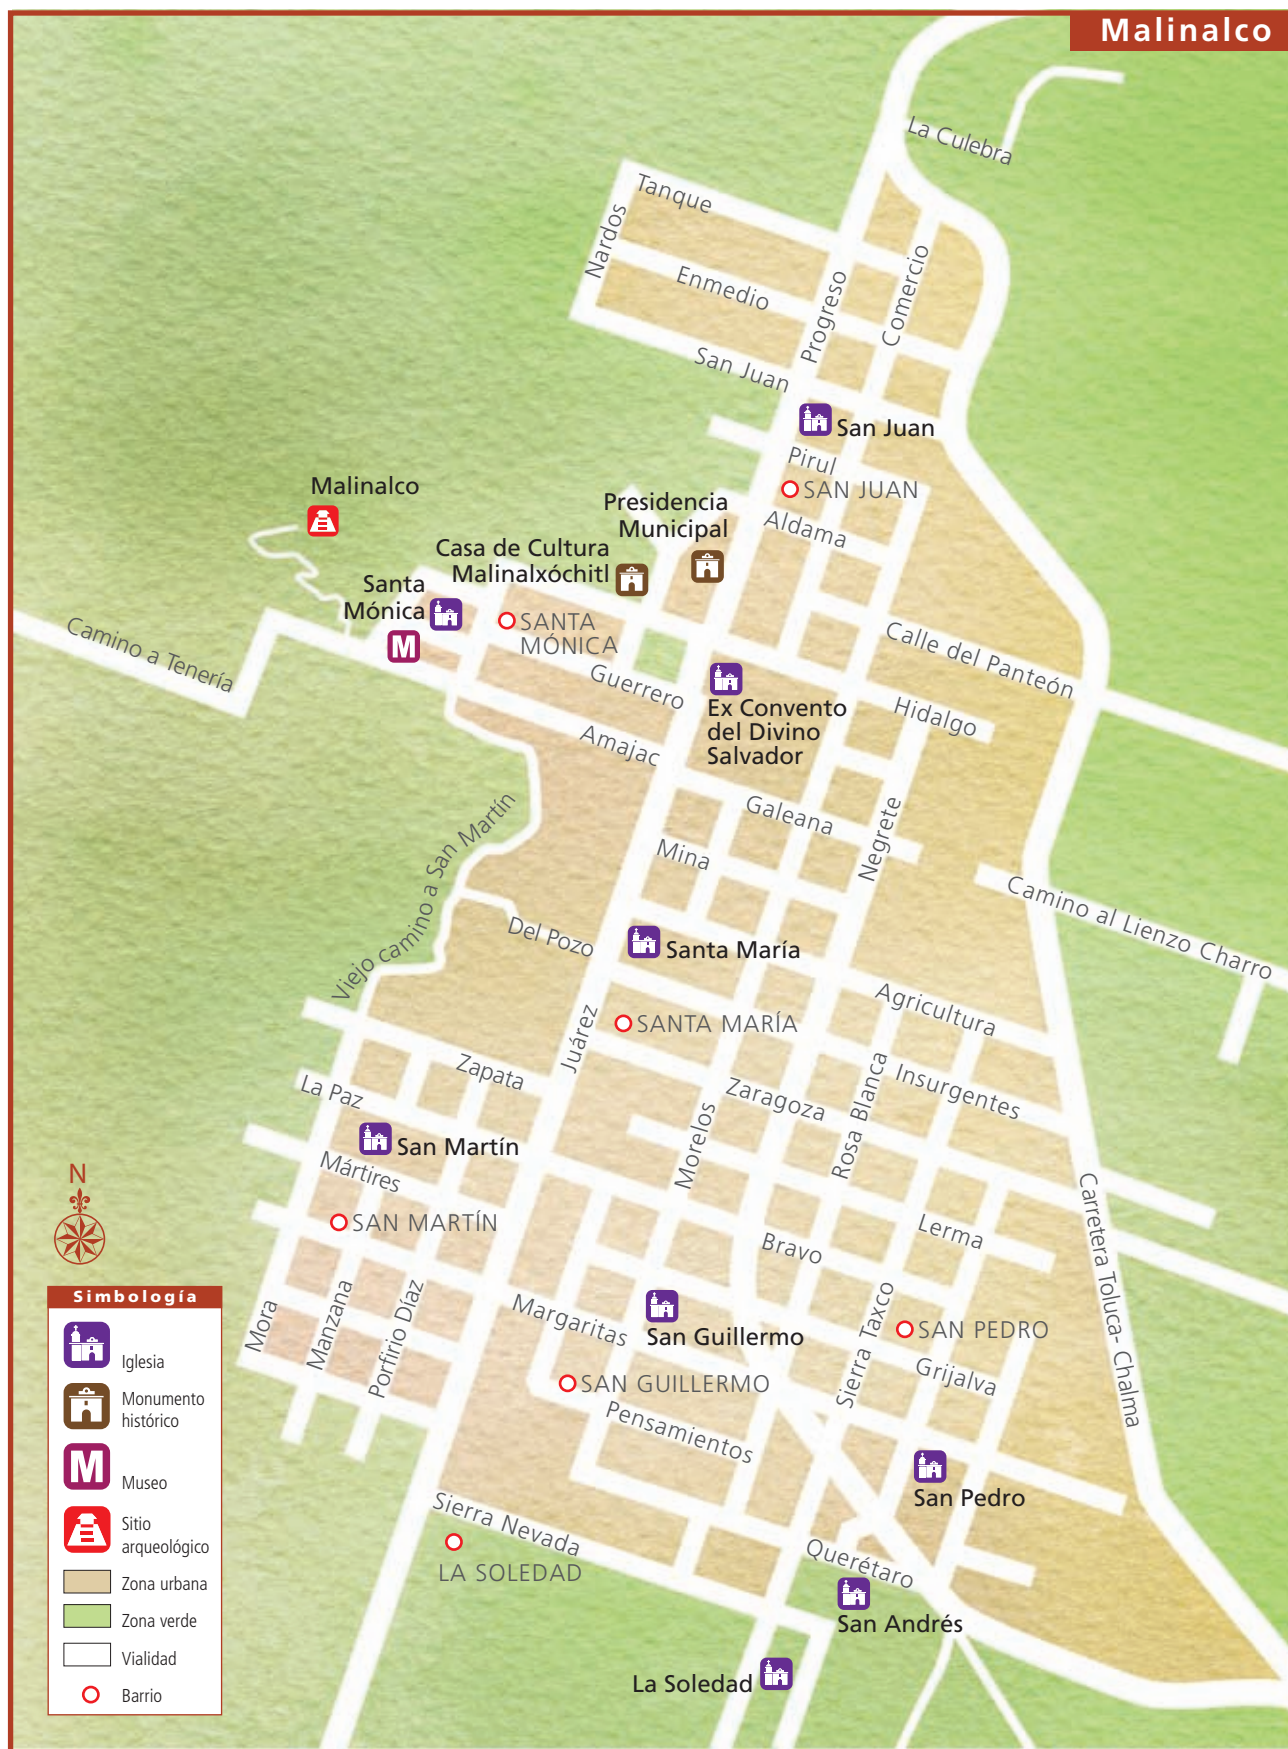 Malinalco
La Culebra
Tanque
Nardos
Enmedio
Comercio
Progreso
San Juan
San Juan
Pirul
SAN JUAN
Malinalco
Presidencia
Municipal
Aldama
Casa de Cultura
Malinalxóchitl
Santa
Mónica
SANTA
MÓNICA
Camino a Tenería
Calle del Panteón
Guerrero
Ex Convento
del Divino
Salvador
Hidalgo
Amajac
Galeana
Negrete
Mina
Viejo camino a San Martín
Camino al Lienzo Charro
Del Pozo
Santa María
Agricultura
SANTA MARÍA
Juárez
Zapata
Insurgentes
La Paz
Zaragoza
Rosa Blanca
Morelos
San Martín
Mártires
N
SAN MARTÍN
Lerma
Bravo
Carretera Toluca- Chalma
Mora
Manzana
Porfirio Díaz
Margaritas
San Guillermo
Sierra Taxco
SAN PEDRO
Grijalva
SAN GUILLERMO
Pensamientos
San Pedro
Sierra Nevada
LA SOLEDAD
Querétaro
San Andrés
La Soledad
Simbología
Iglesia
Monumento
histórico
M
Museo
Sitio
arqueológico
Zona urbana
Zona verde
Vialidad
Barrio
M